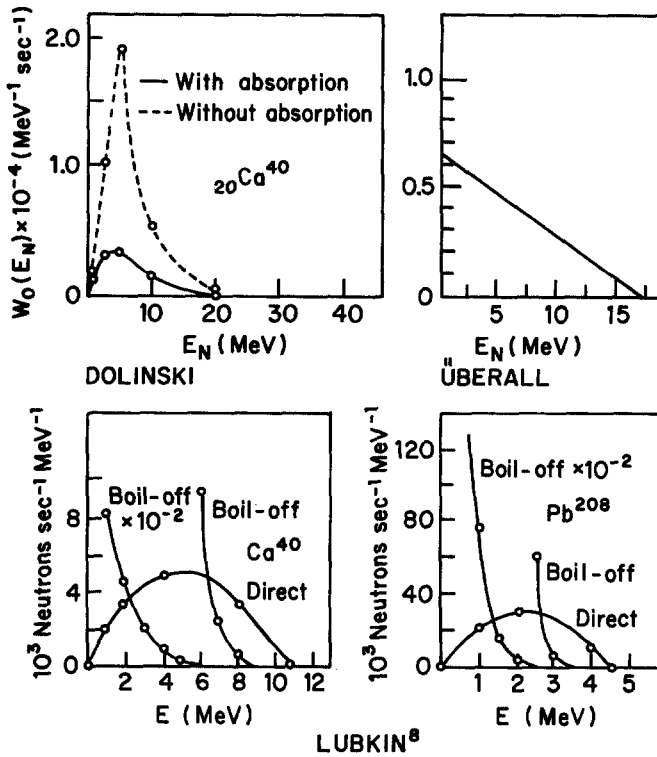 W₀(E_N) × 10⁻⁴ (MeV⁻¹ sec⁻¹)
2.0
1.0
0
— With absorption
--- Without absorption
₂₀Ca⁴⁰
0 10 20 30 40
E_N (MeV)
DOLINSKI
1.0
0.5
0
5 10 15
E_N (MeV)
ÜBERALL
10³ Neutrons sec⁻¹ MeV⁻¹
8
4
0
Boil-off
×10⁻²
Boil-off
Ca⁴⁰
Direct
2 4 6 8 10 12
E (MeV)
10³ Neutrons sec⁻¹ MeV⁻¹
120
80
40
0
Boil-off ×10⁻²
Pb²⁰⁸
Boil-off
Direct
1 2 3 4 5
E (MeV)
LUBKIN⁸